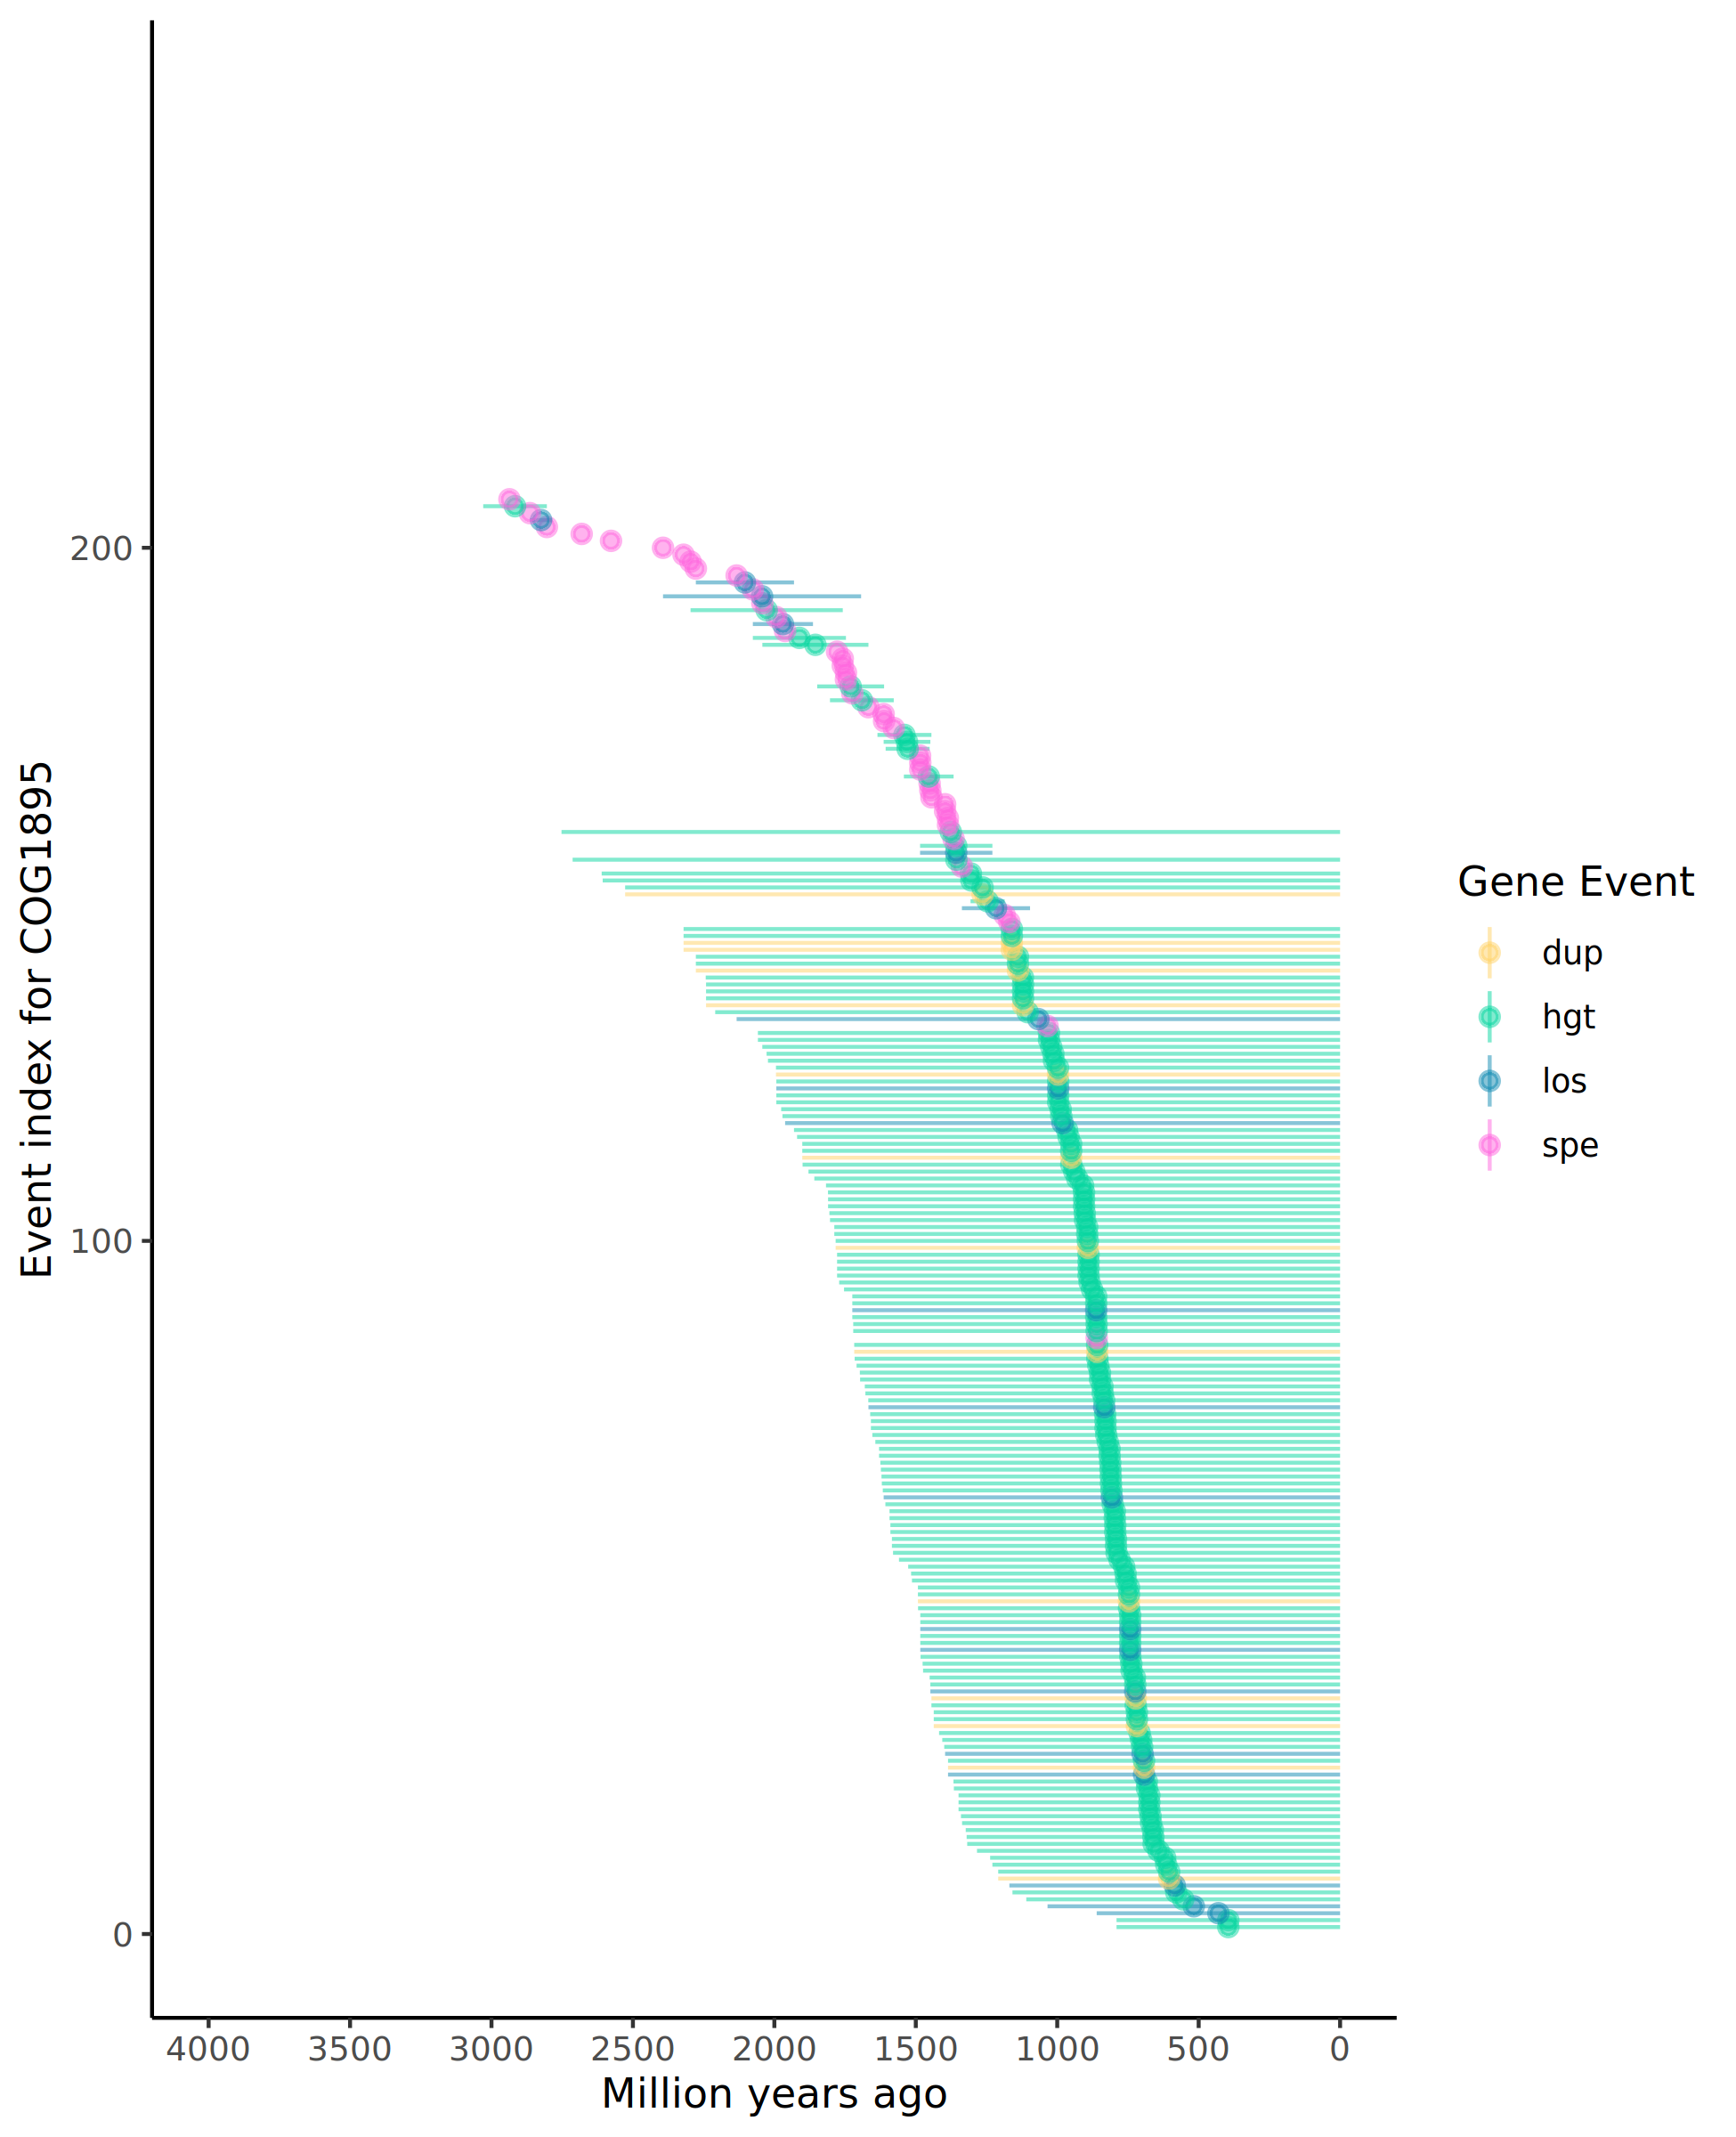 Event index for COG1895
200
100
0
4000 3500 3000 2500 2000 1500 1000 500 0
Million years ago
Gene Event
dup
hgt
los
spe